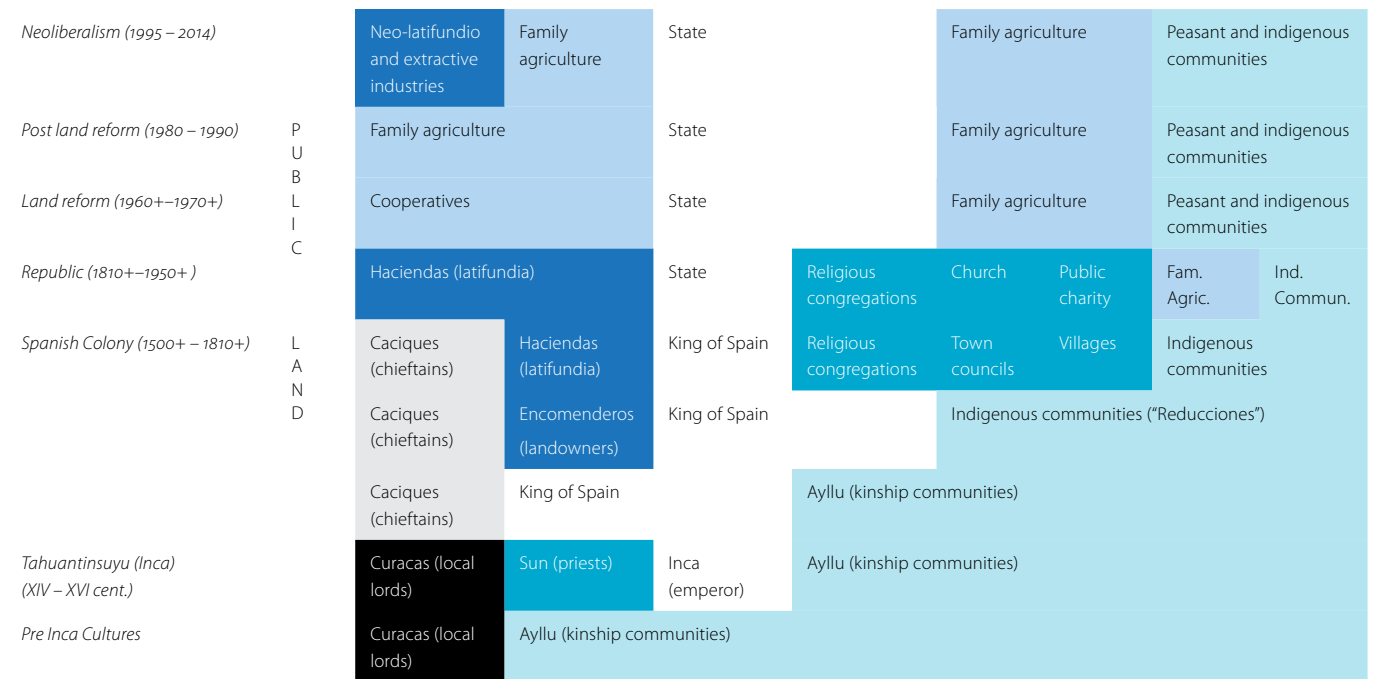 Neoliberalism (1995 – 2014)
Neo-latifundio
and extractive
industries
Family
agriculture
State
Family agriculture
Peasant and indigenous
communities
Post land reform (1980 – 1990)
P
U
B
L
I
C
Family agriculture
State
Family agriculture
Peasant and indigenous
communities
Land reform (1960+–1970+)
Cooperatives
State
Family agriculture
Peasant and indigenous
communities
Republic (1810+–1950+ )
Haciendas (latifundia)
State
Religious
congregations
Church
Public
charity
Fam.
Agric.
Ind.
Commun.
Spanish Colony (1500+ – 1810+)
L
A
N
D
Caciques
(chieftains)
Haciendas
(latifundia)
King of Spain
Religious
congregations
Town
councils
Villages
Indigenous
communities
Caciques
(chieftains)
Encomenderos
(landowners)
King of Spain
Indigenous communities (“Reducciones”)
Caciques
(chieftains)
King of Spain
Ayllu (kinship communities)
Tahuantinsuyu (Inca)
(XIV – XVI cent.)
Curacas (local
lords)
Sun (priests)
Inca
(emperor)
Ayllu (kinship communities)
Pre Inca Cultures
Curacas (local
lords)
Ayllu (kinship communities)